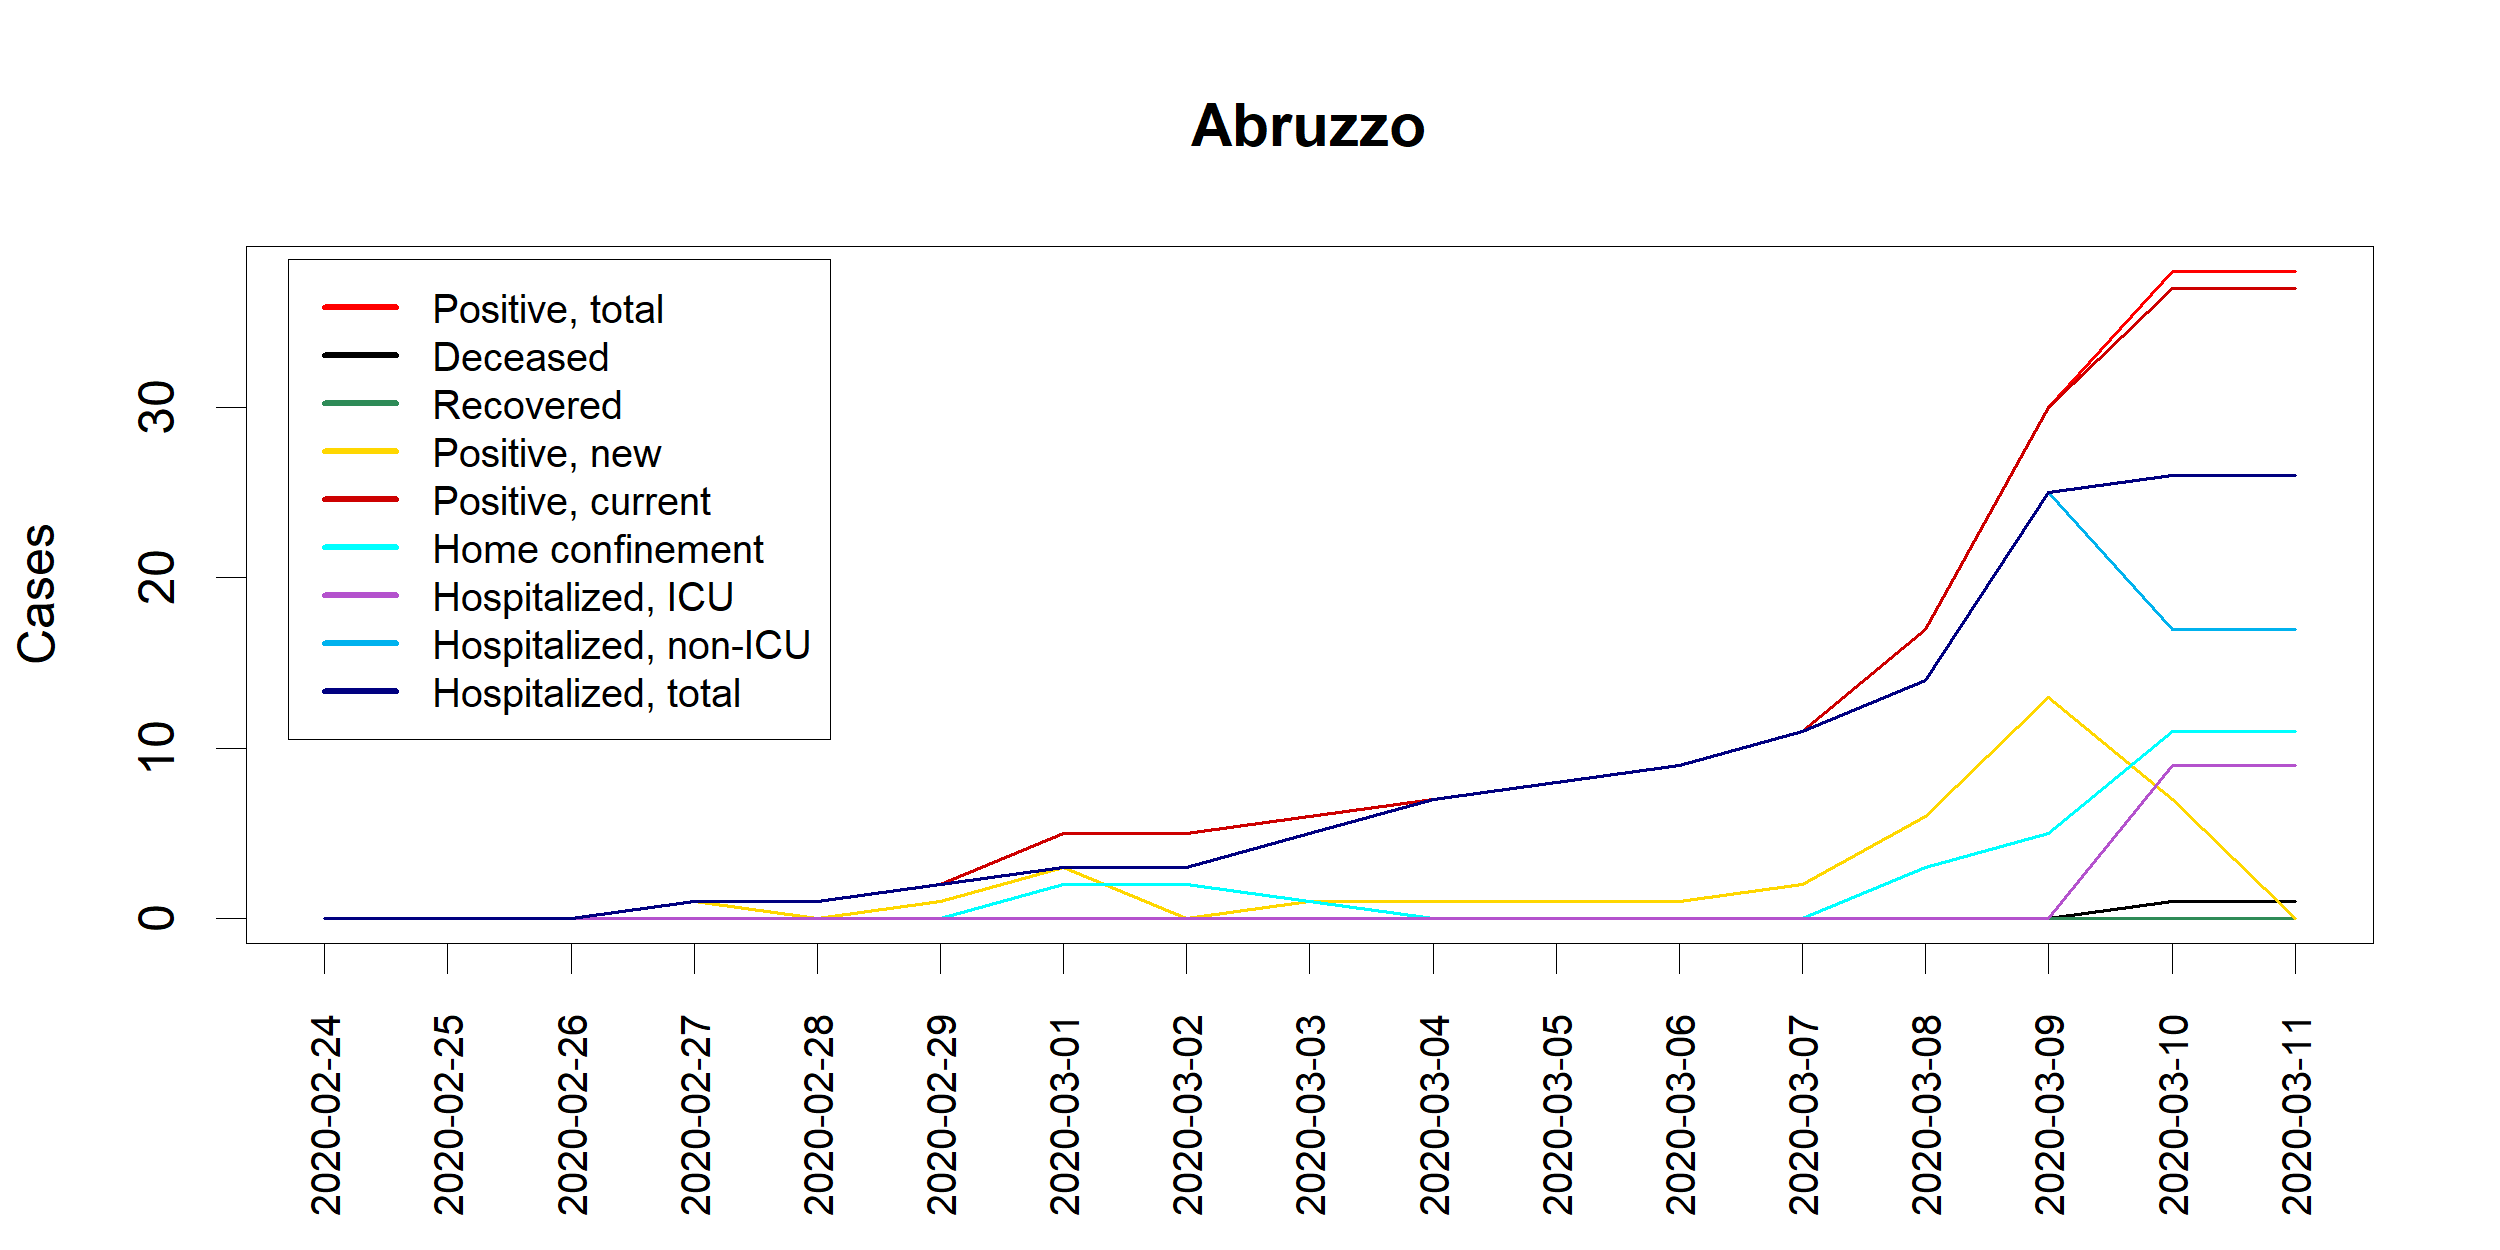 Abruzzo
Positive, total
Deceased
Recovered
Positive, new
Positive, current
Home confinement
Hospitalized, ICU
Hospitalized, non-ICU
Hospitalized, total
Cases
30
20
10
0
2020-02-24
2020-02-25
2020-02-26
2020-02-27
2020-02-28
2020-02-29
2020-03-01
2020-03-02
2020-03-03
2020-03-04
2020-03-05
2020-03-06
2020-03-07
2020-03-08
2020-03-09
2020-03-10
2020-03-11